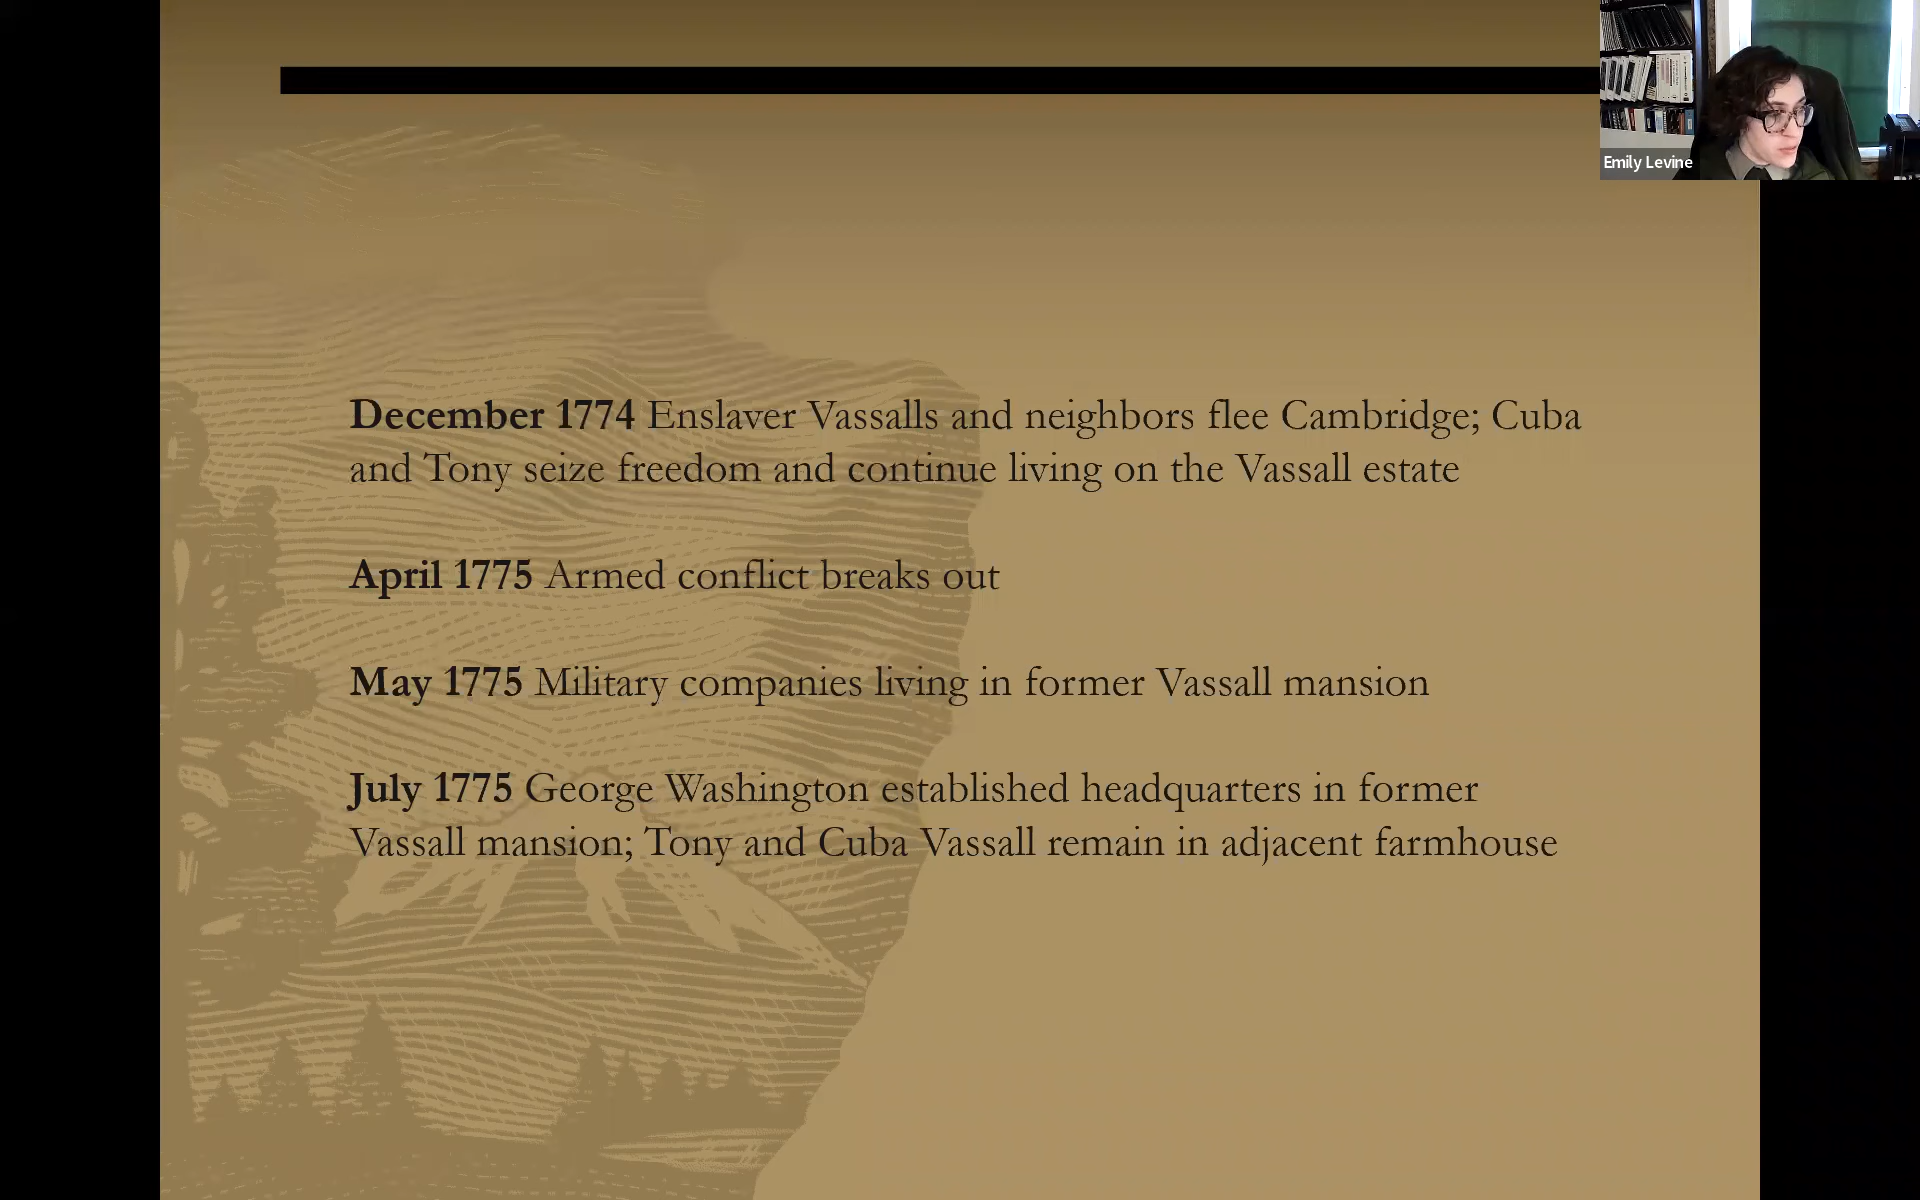 Emily Levine
December 1774 Enslaver Vassalls and neighbors flee Cambridge; Cuba
and Tony seize freedom and continue living on the Vassall estate
April 1775 Armed conflict breaks out
May 1775 Military companies living in former Vassall mansion
July 1775 George Washington established headquarters in former
Vassall mansion; Tony and Cuba Vassall remain in adjacent farmhouse